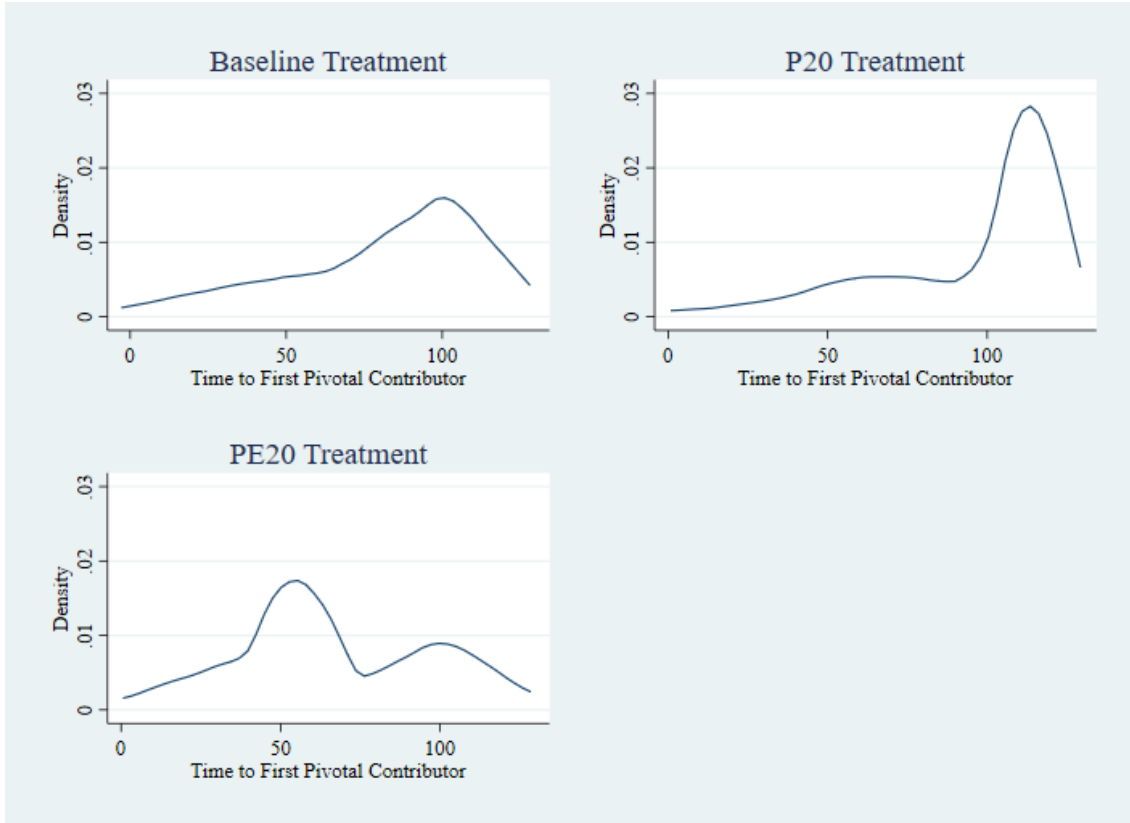 Baseline Treatment
Density
0 .01 .02 .03
0 50 100
Time to First Pivotal Contributor
P20 Treatment
Density
0 .01 .02 .03
0 50 100
Time to First Pivotal Contributor
PE20 Treatment
Density
0 .01 .02 .03
0 50 100
Time to First Pivotal Contributor